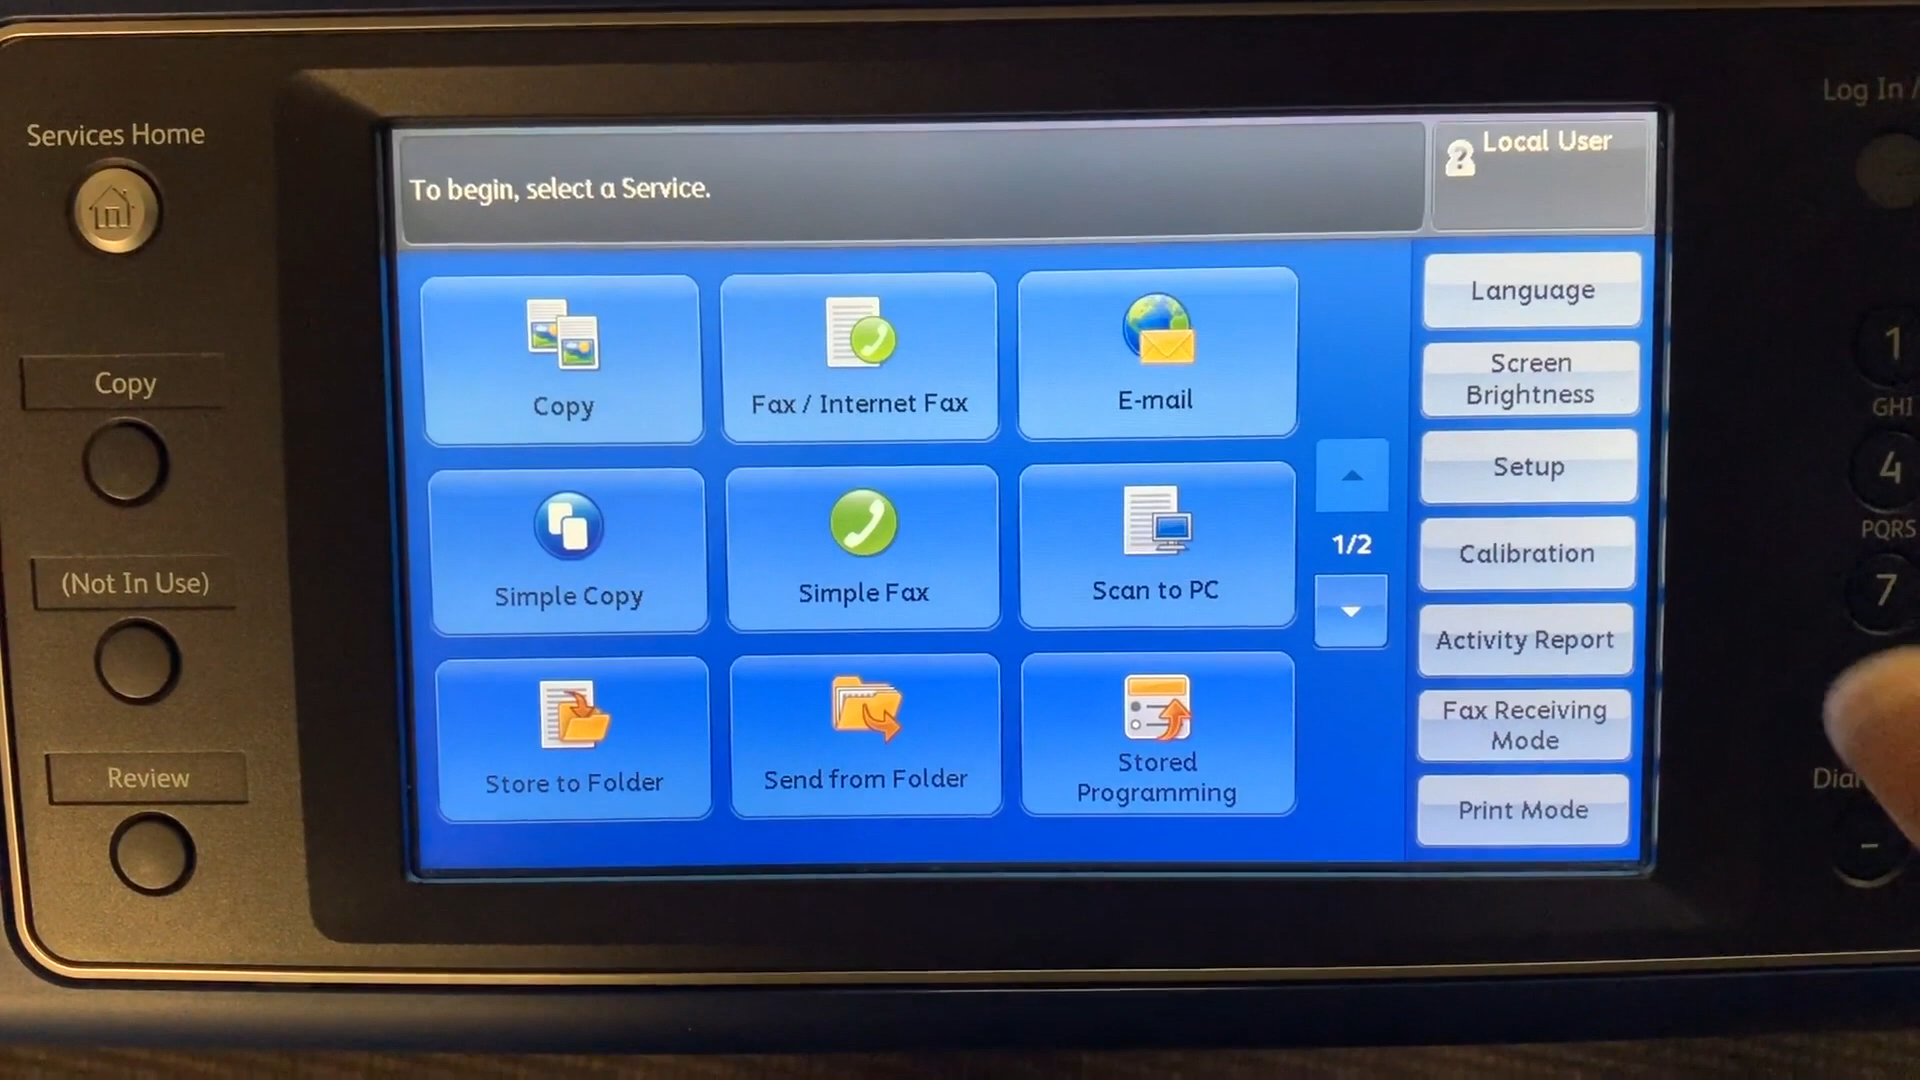 Services Home
Copy
(Not In Use)
Review
To begin, select a Service.
Local User
Copy
Fax / Internet Fax
E-mail
Simple Copy
Simple Fax
Scan to PC
Store to Folder
Send from Folder
Stored
Programming
1/2
Language
Screen
Brightness
Setup
Calibration
Activity Report
Fax Receiving
Mode
Print Mode
Log In /
1
GHI
4
PQRS
7
-